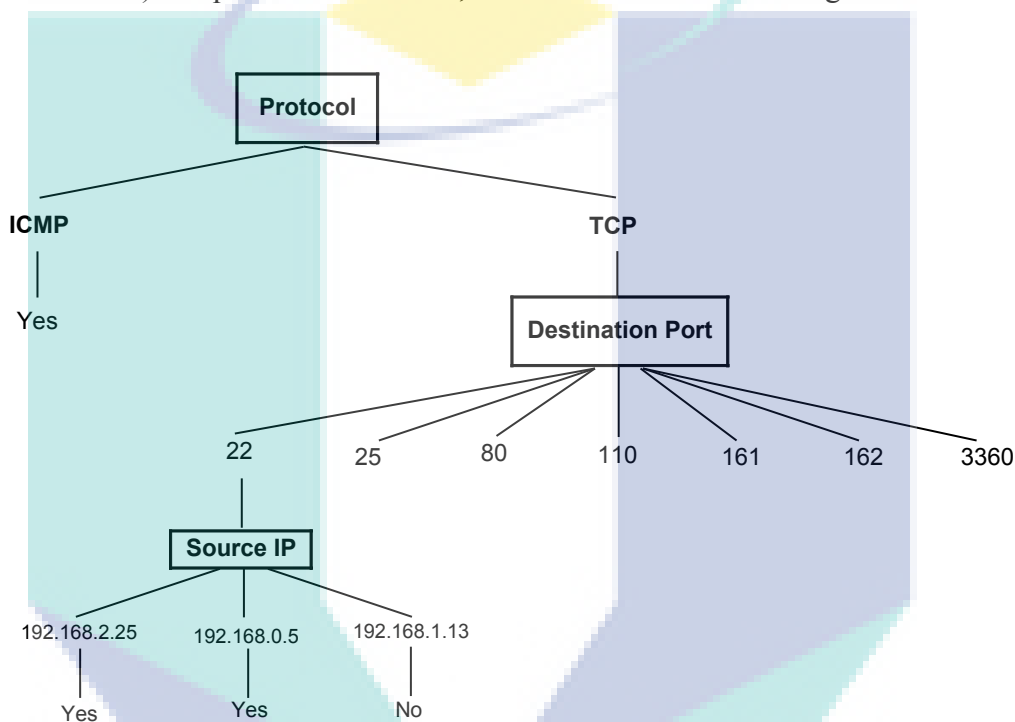 Protocol
ICMP
TCP
Yes
Destination Port
22
25
80
110
161
162
3360
Source IP
192.168.2.25
192.168.0.5
192.168.1.13
Yes
Yes
No